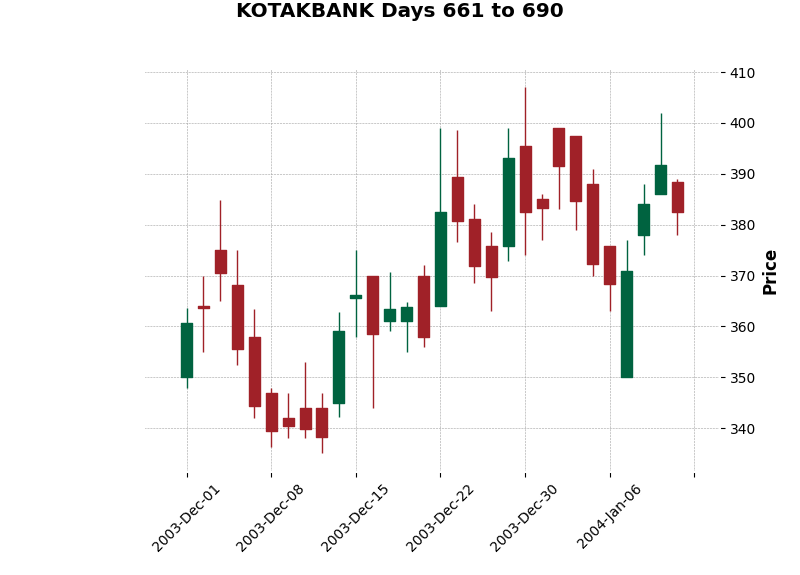 KOTAKBANK Days 661 to 690
410
400
390
380
370
360
350
340
Price
2003-Dec-01
2003-Dec-08
2003-Dec-15
2003-Dec-22
2003-Dec-30
2004-Jan-06